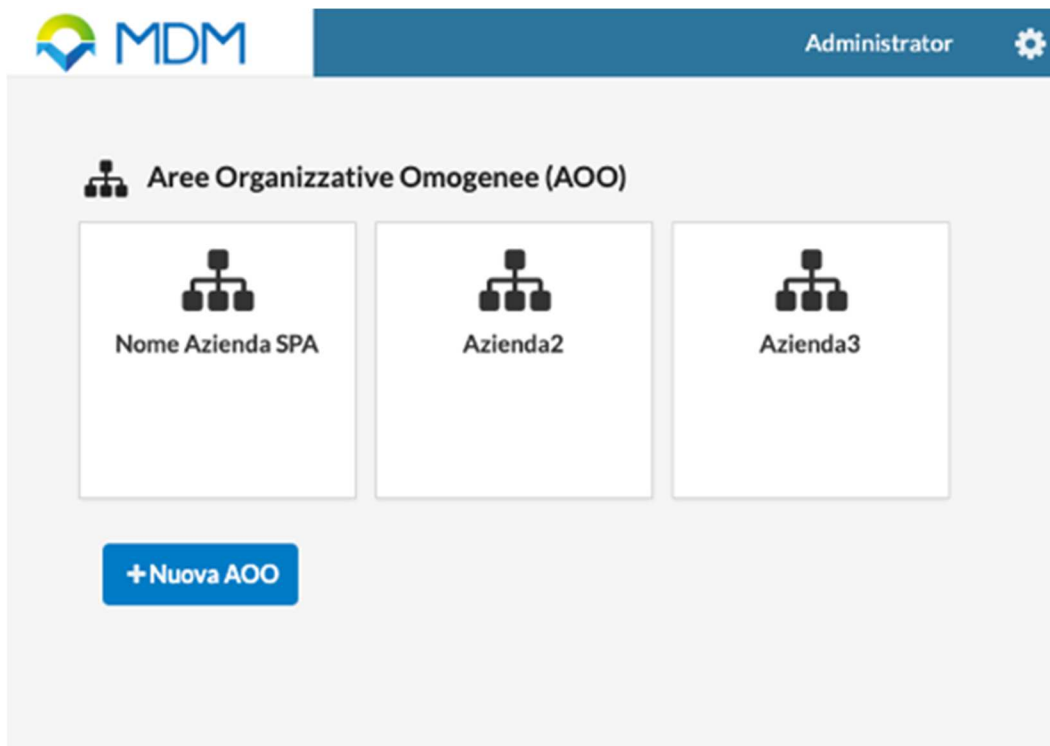 MDM
Administrator
Aree Organizzative Omogenee (AOO)
Nome Azienda SPA
Azienda2
Azienda3
+Nuova AOO